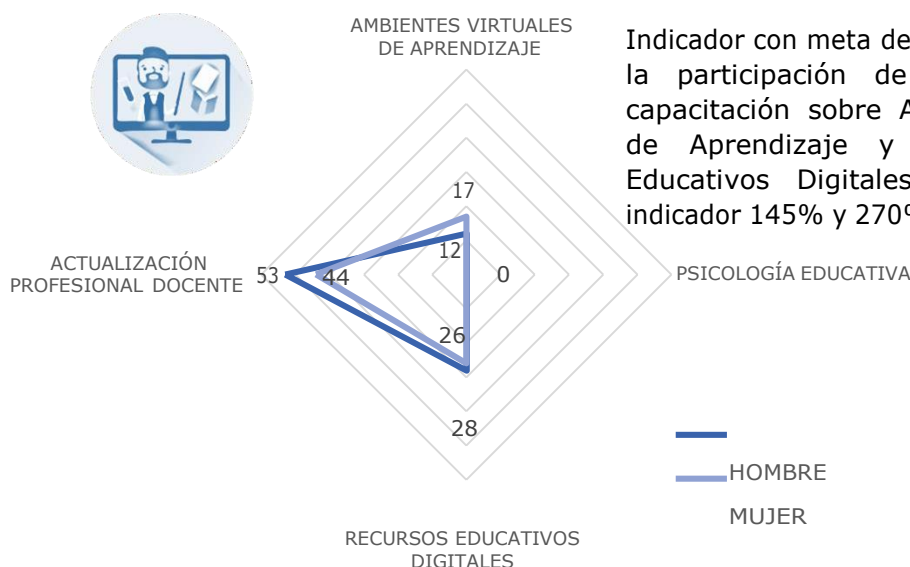 AMBIENTES VIRTUALES
DE APRENDIZAJE
Indicador con meta de
la participación de
capacitación sobre A
de Aprendizaje y
Educativos Digitales
indicador 145% y 270%
17
12
ACTUALIZACIÓN
PROFESIONAL DOCENTE
53
44
0
PSICOLOGÍA EDUCATIVA
26
28
HOMBRE
MUJER
RECURSOS EDUCATIVOS
DIGITALES